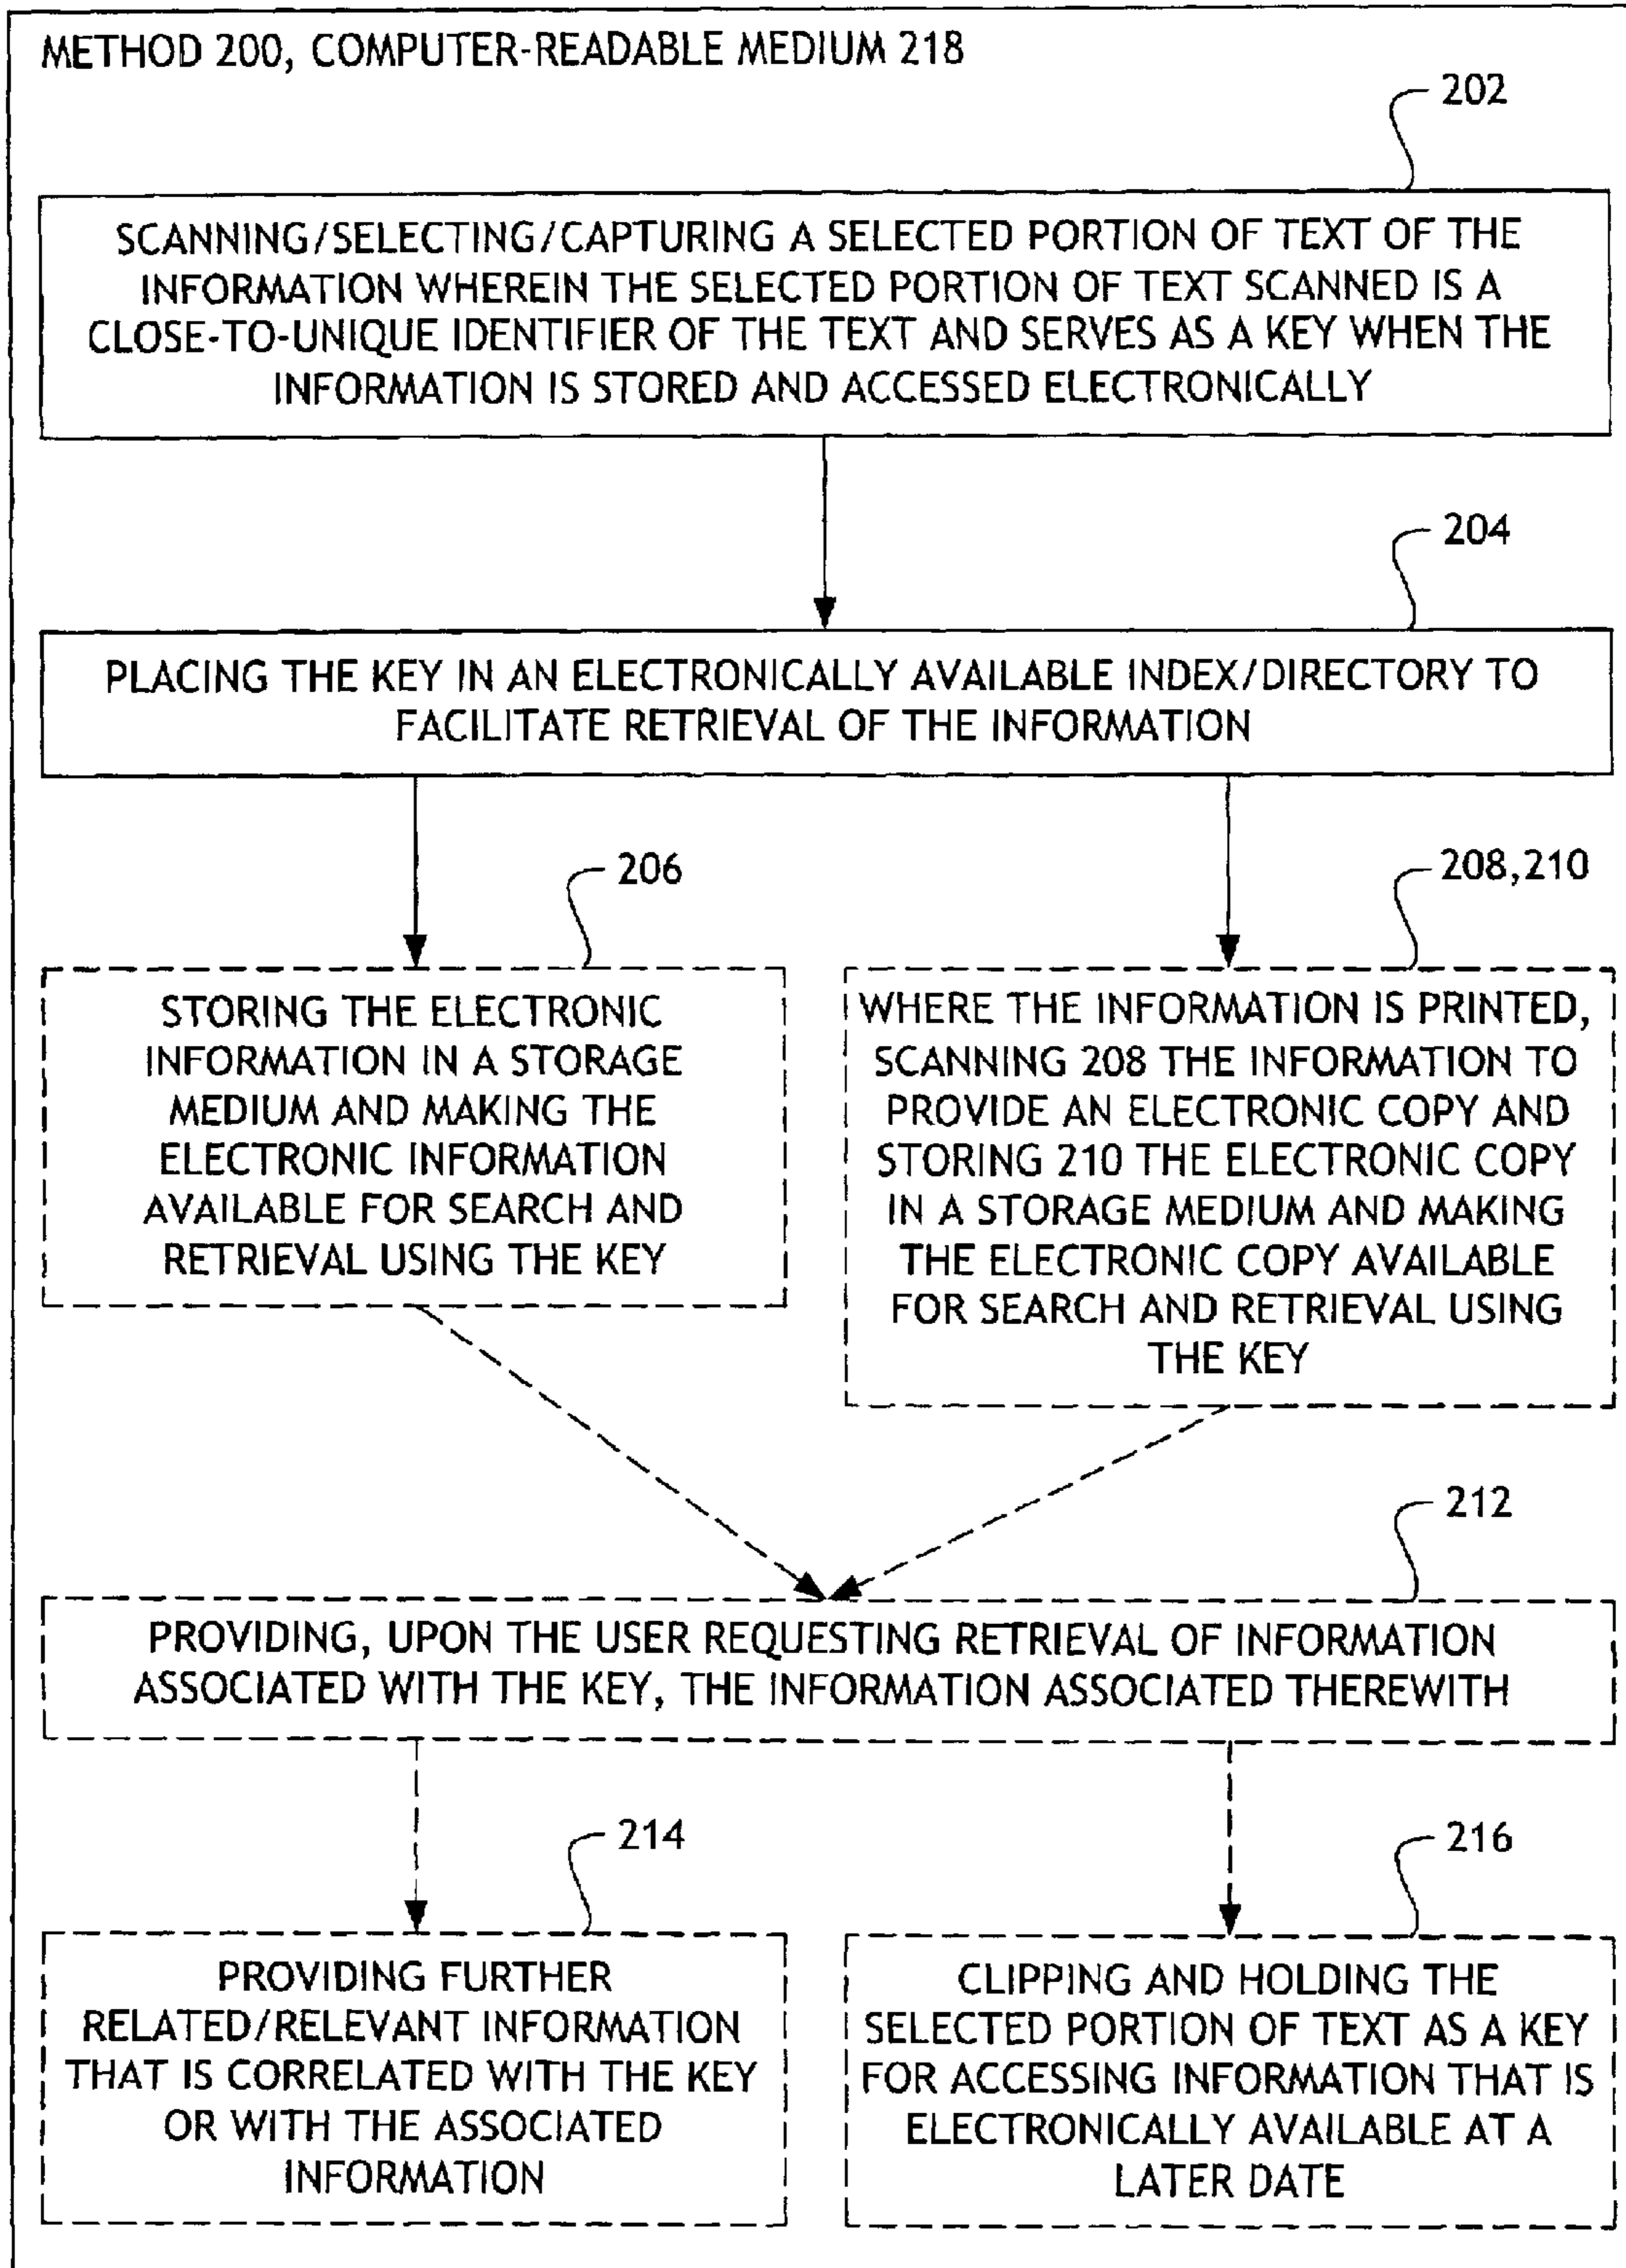 METHOD 200, COMPUTER-READABLE MEDIUM 218
202
SCANNING/SELECTING/CAPTURING A SELECTED PORTION OF TEXT OF THE
INFORMATION WHEREIN THE SELECTED PORTION OF TEXT SCANNED IS A
CLOSE-TO-UNIQUE IDENTIFIER OF THE TEXT AND SERVES AS A KEY WHEN THE
INFORMATION IS STORED AND ACCESSED ELECTRONICALLY
204
PLACING THE KEY IN AN ELECTRONICALLY AVAILABLE INDEX/DIRECTORY TO
FACILITATE RETRIEVAL OF THE INFORMATION
206
STORING THE ELECTRONIC
INFORMATION IN A STORAGE
MEDIUM AND MAKING THE
ELECTRONIC INFORMATION
AVAILABLE FOR SEARCH AND
RETRIEVAL USING THE KEY
208,210
WHERE THE INFORMATION IS PRINTED,
SCANNING 208 THE INFORMATION TO
PROVIDE AN ELECTRONIC COPY AND
STORING 210 THE ELECTRONIC COPY
IN A STORAGE MEDIUM AND MAKING
THE ELECTRONIC COPY AVAILABLE
FOR SEARCH AND RETRIEVAL USING
THE KEY
212
PROVIDING, UPON THE USER REQUESTING RETRIEVAL OF INFORMATION
ASSOCIATED WITH THE KEY, THE INFORMATION ASSOCIATED THEREWITH
214
PROVIDING FURTHER
RELATED/RELEVANT INFORMATION
THAT IS CORRELATED WITH THE KEY
OR WITH THE ASSOCIATED
INFORMATION
216
CLIPPING AND HOLDING THE
SELECTED PORTION OF TEXT AS A KEY
FOR ACCESSING INFORMATION THAT IS
ELECTRONICALLY AVAILABLE AT A
LATER DATE